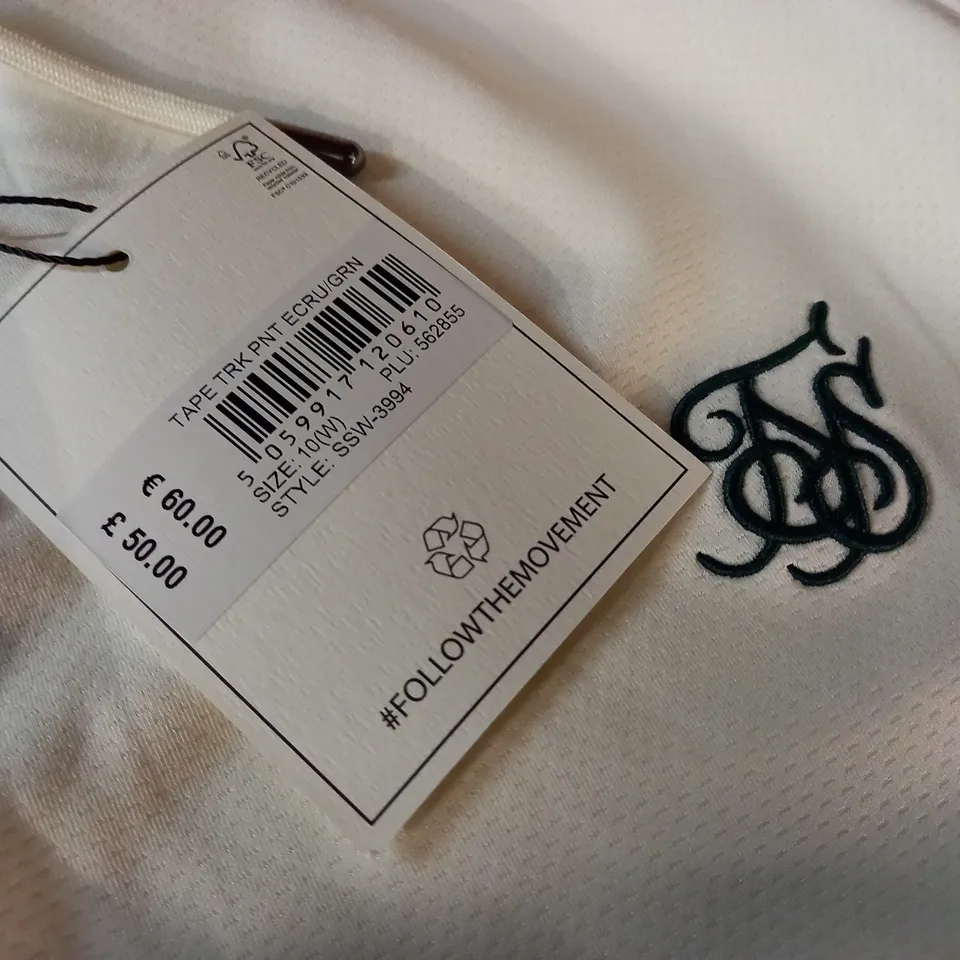 FSC
RECYCLED
TAPE TRK PNT ECRU/GRN
5 059917 120610
SIZE: 10(W) PLU: 562855
STYLE: SSW-3994
€ 60.00
£ 50.00
#FOLLOWTHEMOVEMENT